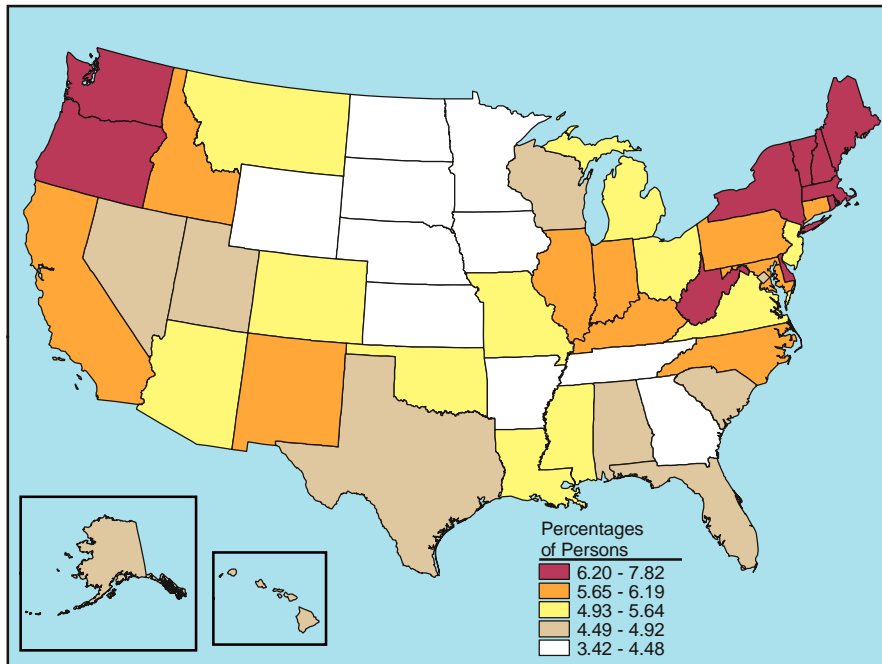 Percentages
of Persons
6.20 - 7.82
5.65 - 6.19
4.93 - 5.64
4.49 - 4.92
3.42 - 4.48